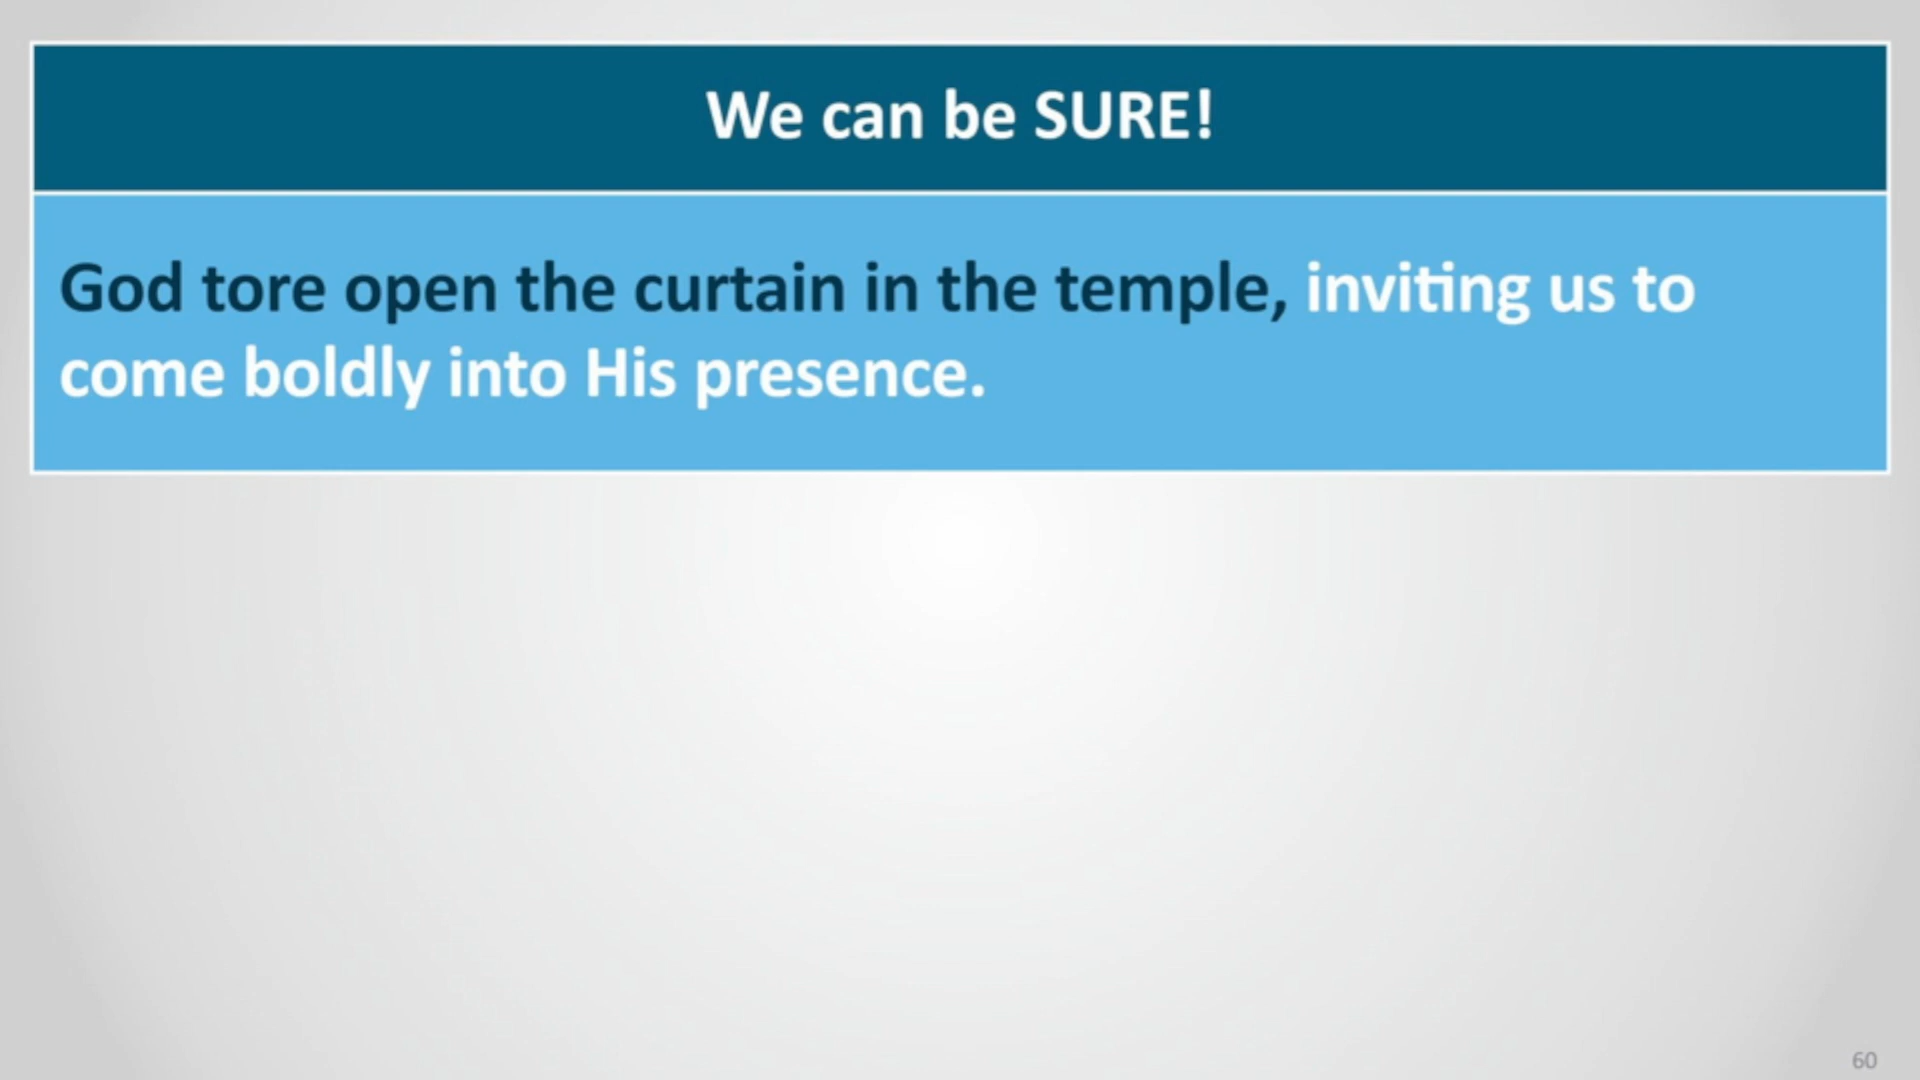 We can be SURE!
God tore open the curtain in the temple, inviting us to
come boldly into His presence.
60